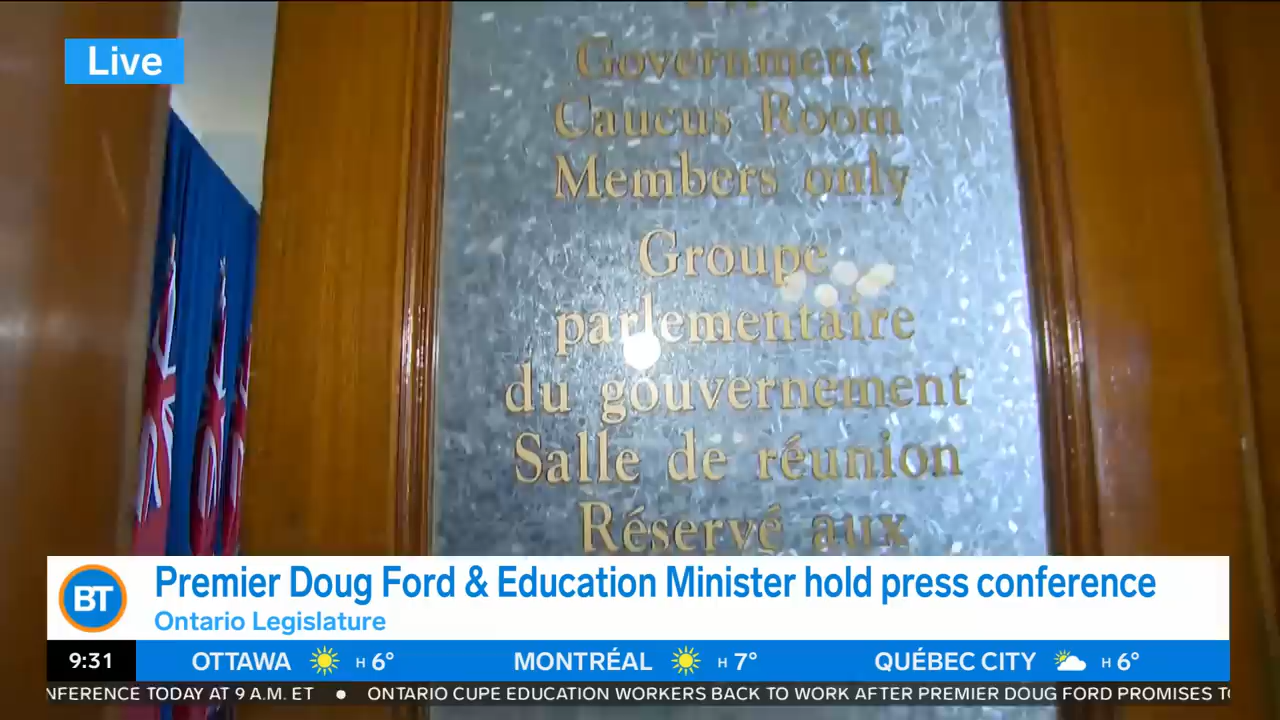 Live
Government
Caucus Room
Members only
Groupe
parlementaire
du gouvernement
Salle de réunion
Réservé aux
BT
Premier Doug Ford & Education Minister hold press conference
Ontario Legislature
9:31 OTTAWA H 6° MONTRÉAL H 7° QUÉBEC CITY H 6°
NFERENCE TODAY AT 9 A.M. ET • ONTARIO CUPE EDUCATION WORKERS BACK TO WORK AFTER PREMIER DOUG FORD PROMISES